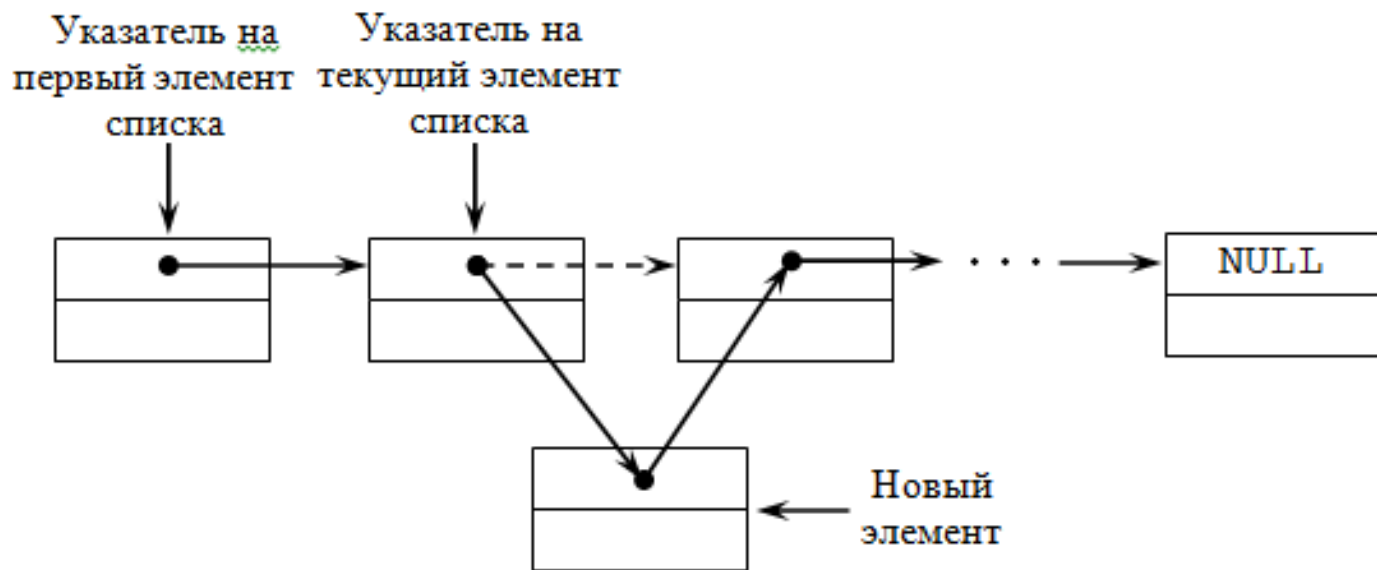 Указатель на
первый элемент
списка
Указатель на
текущий элемент
списка
NULL
Новый
элемент